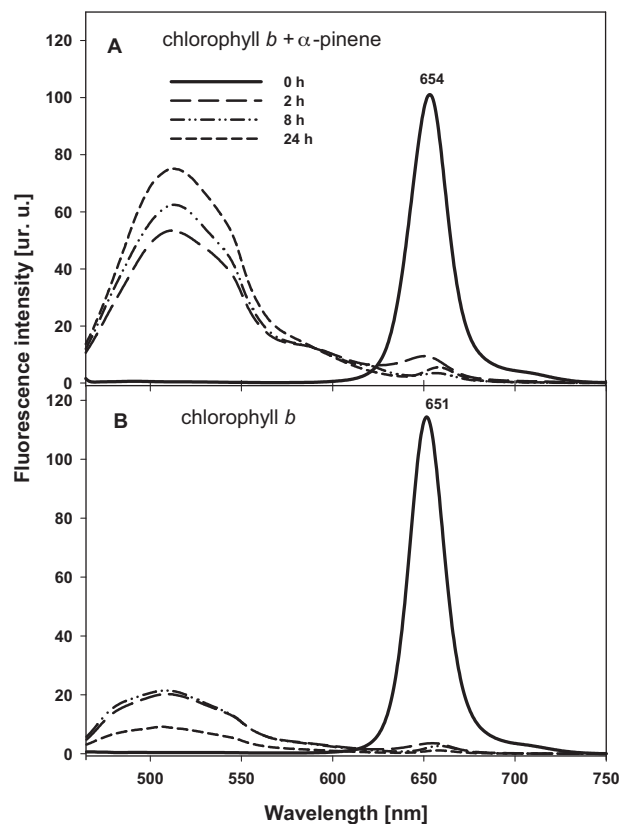 A chlorophyll b + α-pinene
0 h
2 h
8 h
24 h
654
120
100
80
60
40
20
0
Fluorescence intensity [ur. u.]
B chlorophyll b
651
120
100
80
60
40
20
0
500 550 600 650 700 750
Wavelength [nm]